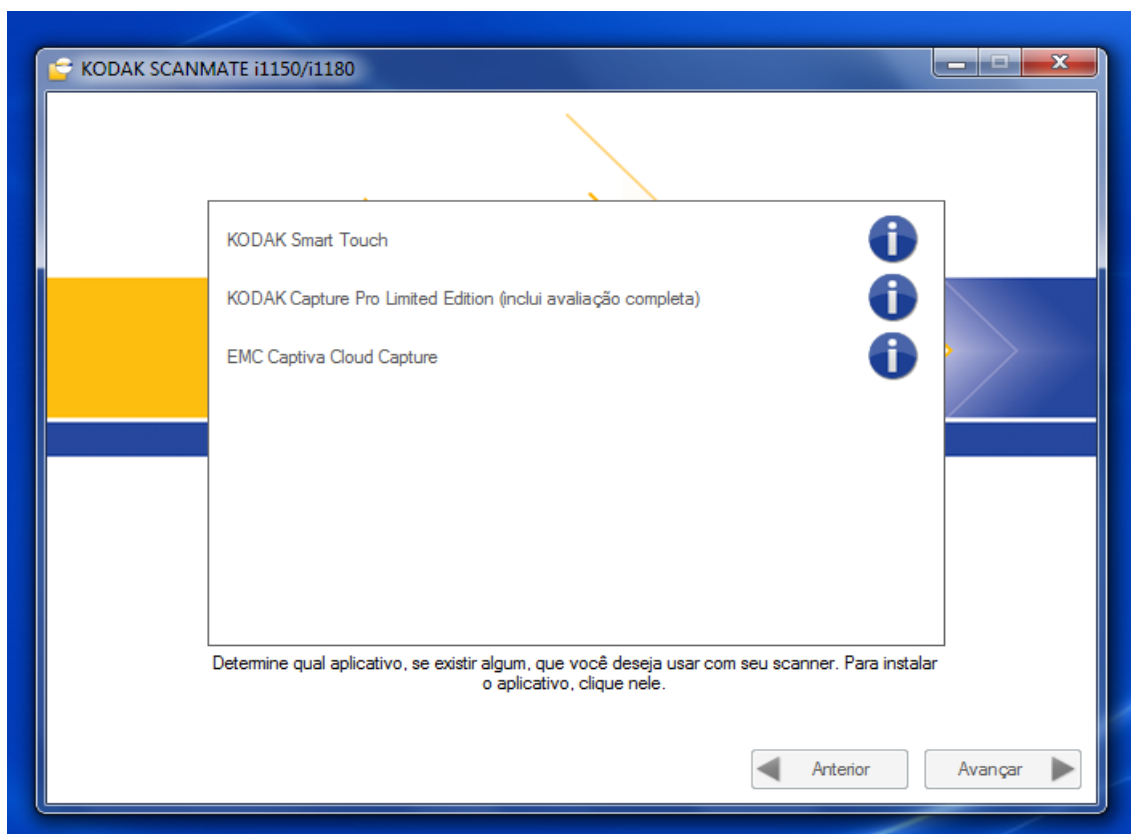 KODAK SCANMATE i1150/i1180
KODAK Smart Touch
KODAK Capture Pro Limited Edition (inclui avaliação completa)
EMC Captiva Cloud Capture
Determine qual aplicativo, se existir algum, que você deseja usar com seu scanner. Para instalar
o aplicativo, clique nele.
Anterior
Avançar